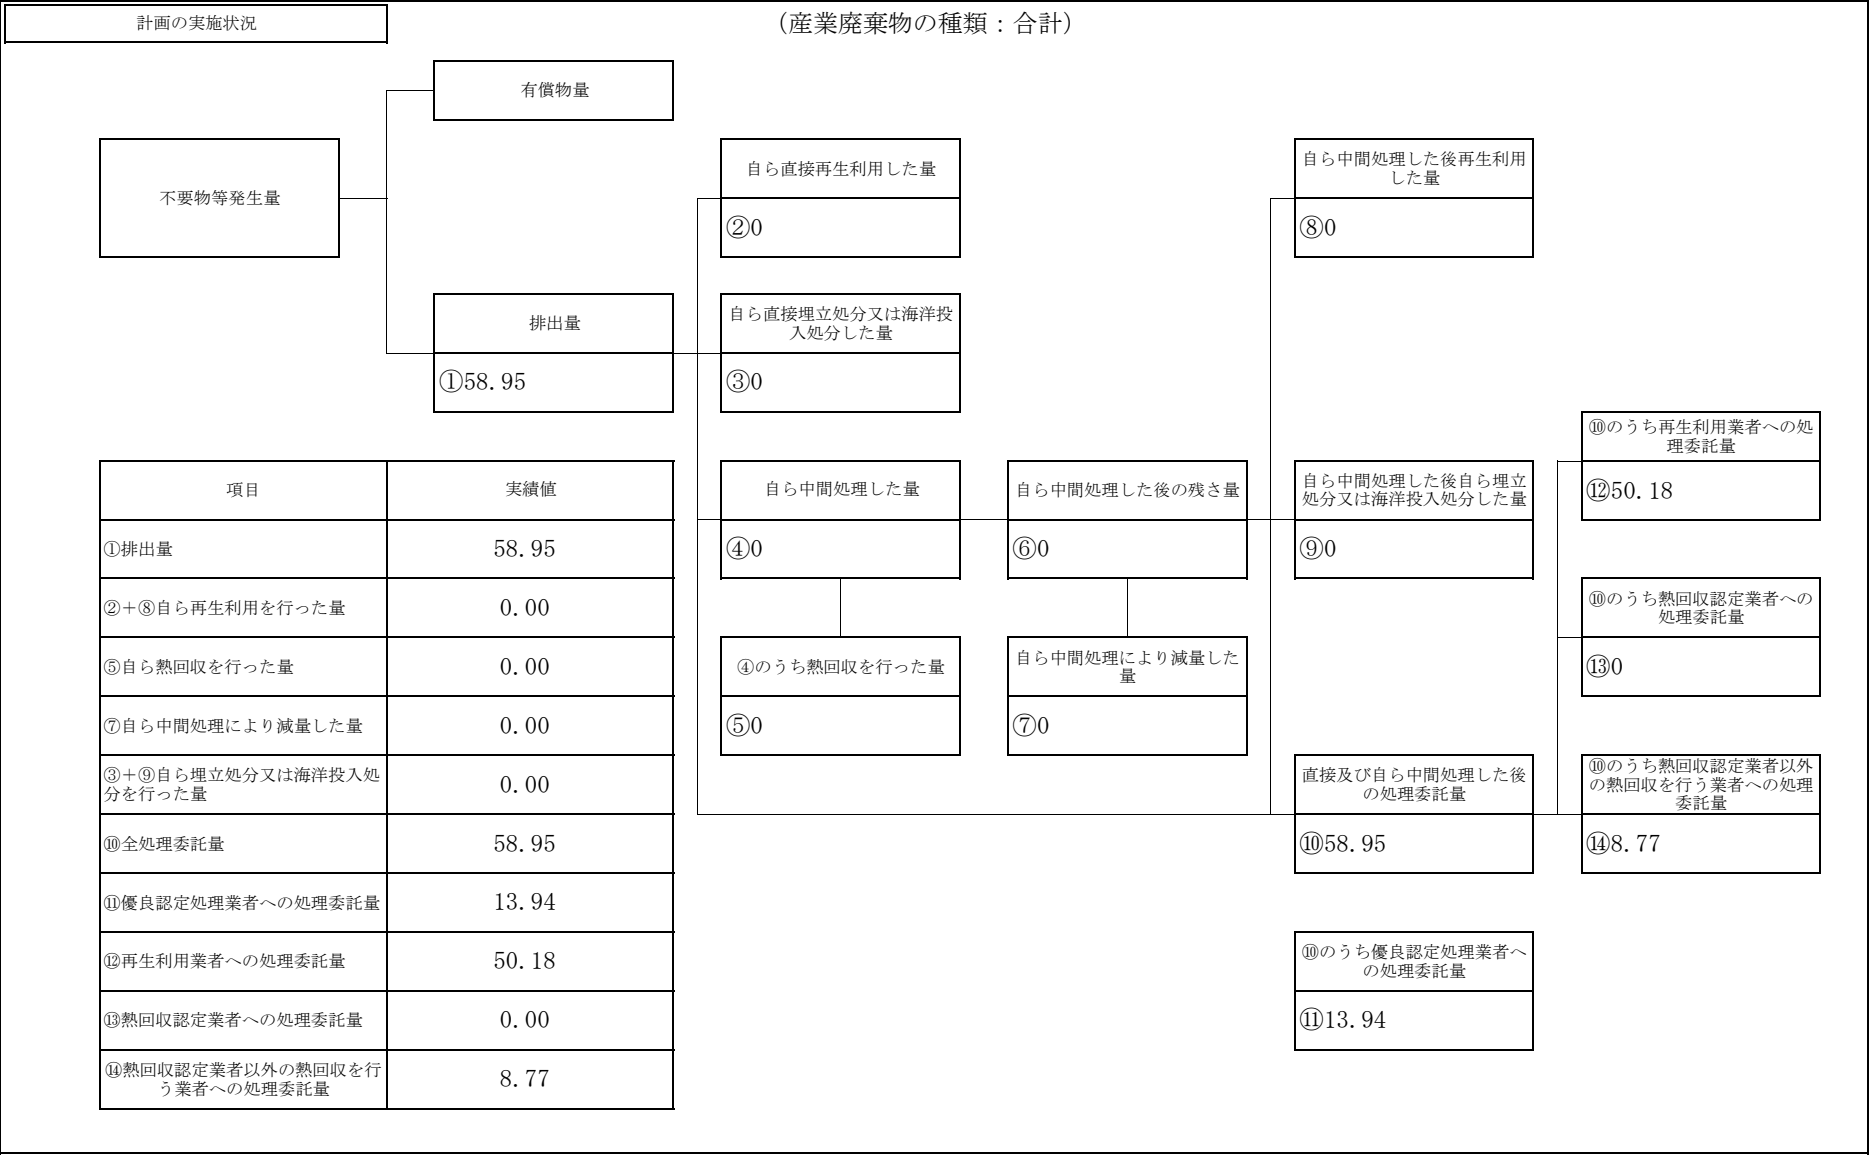 計画の実施状況
（産業廃棄物の種類：合計）
有償物量
不要物等発生量
排出量
①58.95
自ら直接再生利用した量
②0
自ら直接埋立処分又は海洋投
入処分した量
③0
自ら中間処理した量
④0
④のうち熱回収を行った量
⑤0
自ら中間処理した後の残さ量
⑥0
自ら中間処理により減量した
量
⑦0
自ら中間処理した後再生利用
した量
⑧0
自ら中間処理した後自ら埋立
処分又は海洋投入処分した量
⑨0
直接及び自ら中間処理した後
の処理委託量
⑩58.95
⑩のうち優良認定処理業者へ
の処理委託量
⑪13.94
⑩のうち再生利用業者への処
理委託量
⑫50.18
⑩のうち熱回収認定業者への
処理委託量
⑬0
⑩のうち熱回収認定業者以外
の熱回収を行う業者への処理
委託量
⑭8.77
項目 実績値
①排出量 58.95
②＋⑧自ら再生利用を行った量 0.00
⑤自ら熱回収を行った量 0.00
⑦自ら中間処理により減量した量 0.00
③＋⑨自ら埋立処分又は海洋投入処
分を行った量 0.00
⑩全処理委託量 58.95
⑪優良認定処理業者への処理委託量 13.94
⑫再生利用業者への処理委託量 50.18
⑬熱回収認定業者への処理委託量 0.00
⑭熱回収認定業者以外の熱回収を行
う業者への処理委託量 8.77